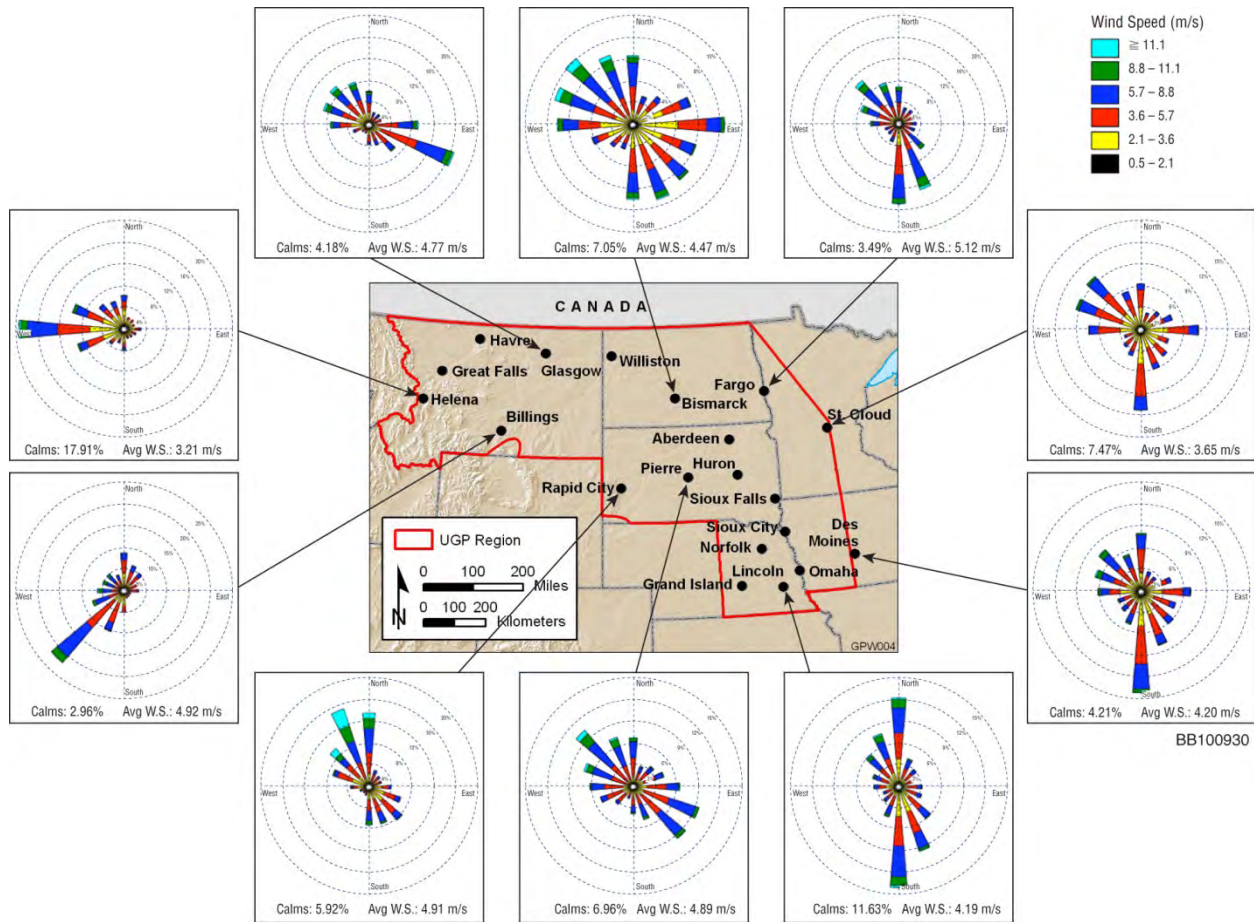 Wind Speed (m/s)
≧ 11.1
8.8 – 11.1
5.7 – 8.8
3.6 – 5.7
2.1 – 3.6
0.5 – 2.1
North
West
East
South
Calms: 4.18% Avg W.S.: 4.77 m/s
North
West
East
South
Calms: 7.05% Avg W.S.: 4.47 m/s
North
West
East
South
Calms: 3.49% Avg W.S.: 5.12 m/s
North
20%
West
East
South
Calms: 17.91% Avg W.S.: 3.21 m/s
North
West
East
South
Calms: 7.47% Avg W.S.: 3.65 m/s
CANADA
Havre
Glasgow
Williston
Great Falls
Fargo
Helena
Bismarck
Billings
St. Cloud
Aberdeen
Pierre
Huron
Rapid City
Sioux Falls
Sioux City
Des
Moines
Norfolk
Lincoln
Omaha
Grand Island
UGP Region
0 100 200
Miles
0 100 200
Kilometers
N
GPW004
North
25%
20%
15%
West
East
South
Calms: 2.96% Avg W.S.: 4.92 m/s
North
West
East
South
Calms: 4.21% Avg W.S.: 4.20 m/s
BB100930
North
20%
West
East
South
Calms: 5.92% Avg W.S.: 4.91 m/s
North
15%
West
East
South
Calms: 6.96% Avg W.S.: 4.89 m/s
North
15%
West
East
South
Calms: 11.63% Avg W.S.: 4.19 m/s